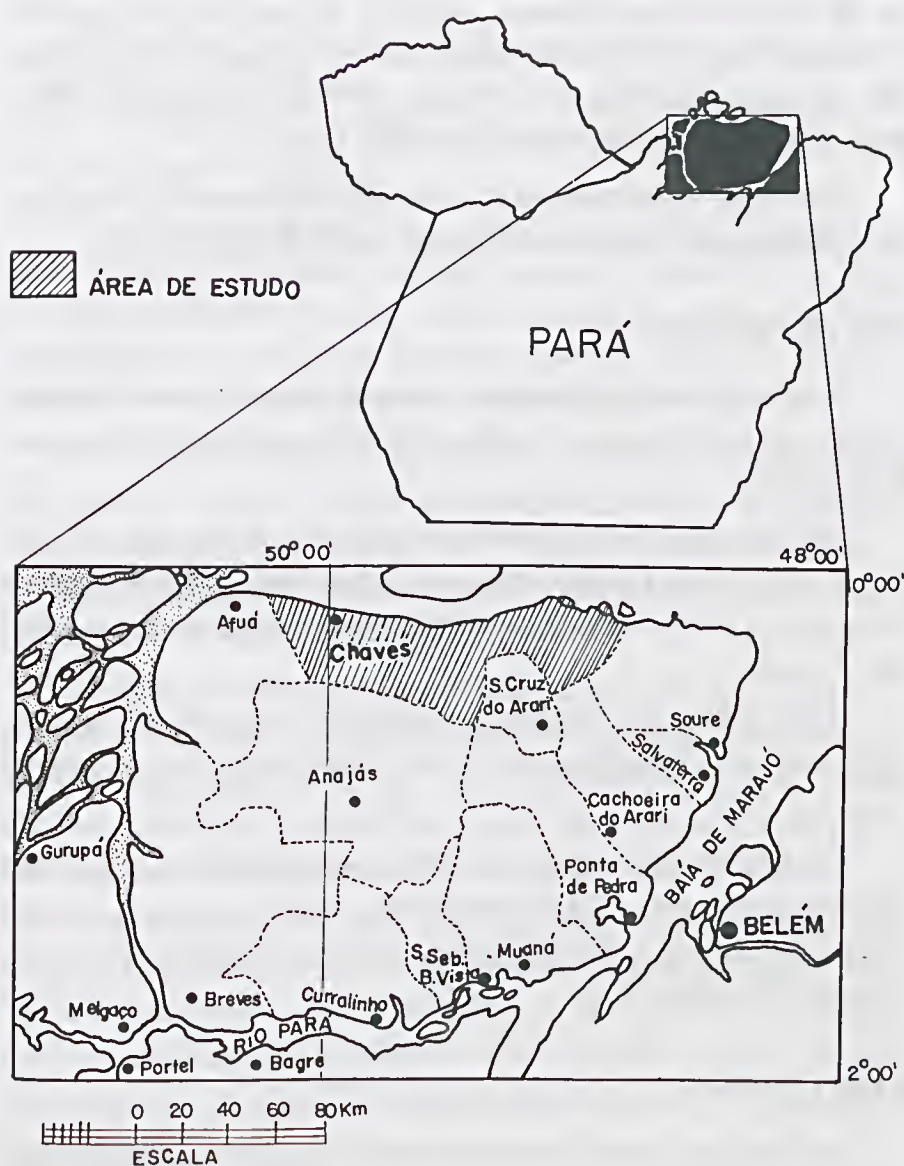 ÁREA DE ESTUDO
PARÁ
50°00'
48°00'
0°00'
Afuá
Chaves
S. Cruz
do Arari
Soure
Salvaterra
Anajás
Cachoeira
do Arari
BAÍA DE MARAJÓ
Gurupá
Ponta
de Pedra
BELÉM
S. Seb.
B. Vista
Muana
Breves
Curralinho
Melgaço
RIO PARÁ
Portel
Bagre
2°00'
0 20 40 60 80 Km
ESCALA